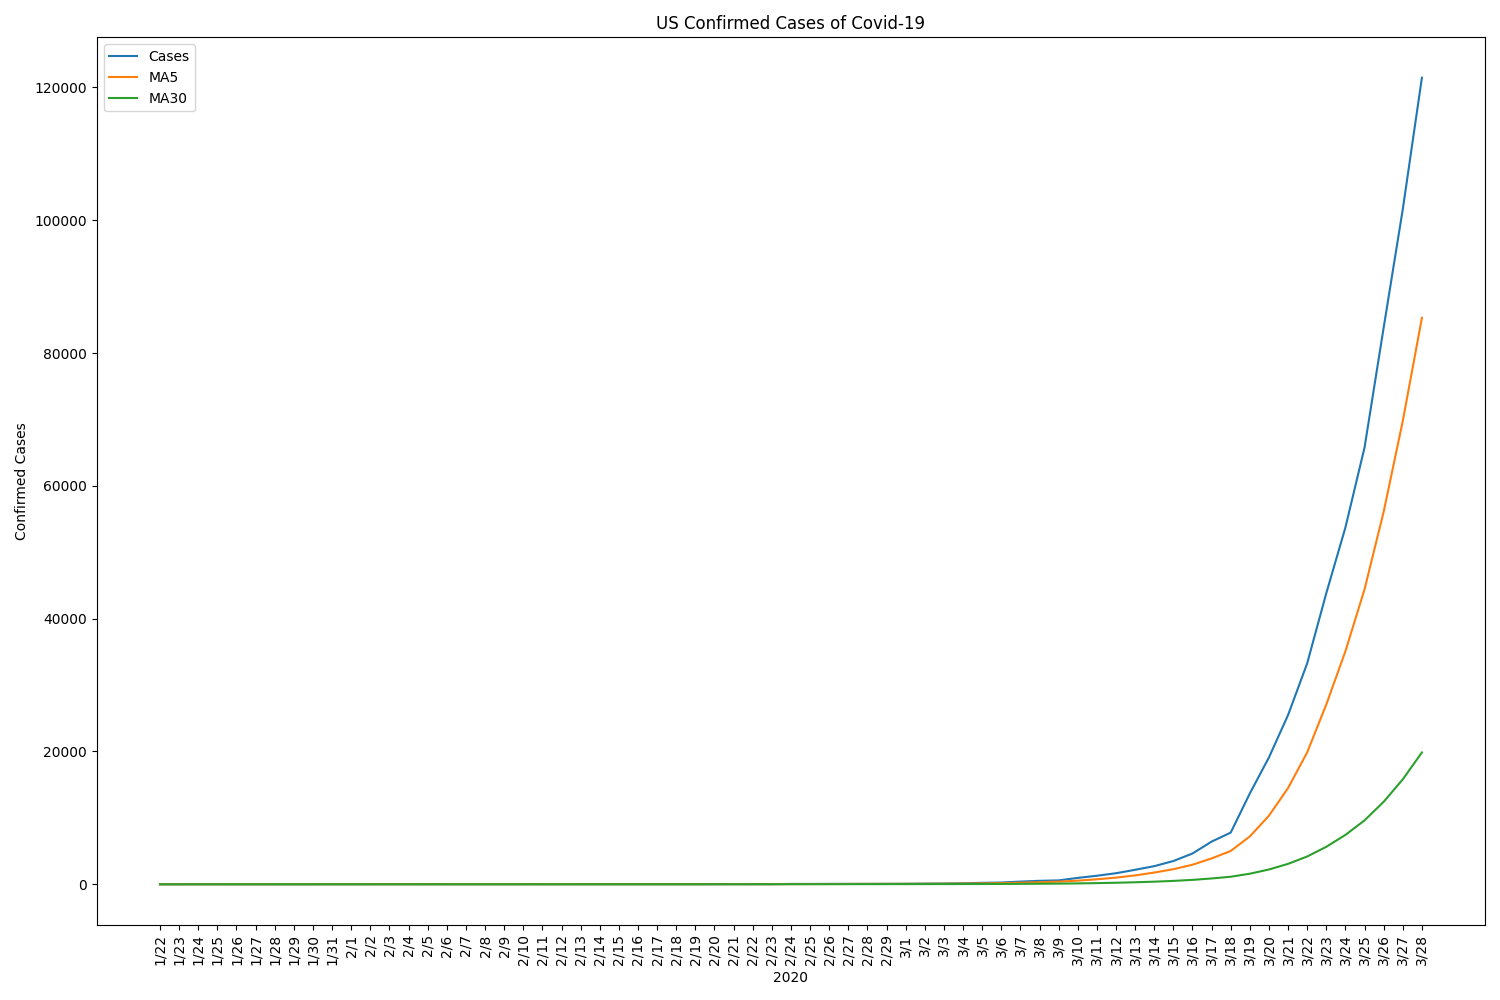 US Confirmed Cases of Covid-19
Cases
MA5
MA30
120000
100000
80000
60000
40000
20000
0
Confirmed Cases
1/22 1/23 1/24 1/25 1/26 1/27 1/28 1/29 1/30 1/31 2/1 2/2 2/3 2/4 2/5 2/6 2/7 2/8 2/9 2/10 2/11 2/12 2/13 2/14 2/15 2/16 2/17 2/18 2/19 2/20 2/21 2/22 2/23 2/24 2/25 2/26 2/27 2/28 2/29 3/1 3/2 3/3 3/4 3/5 3/6 3/7 3/8 3/9 3/10 3/11 3/12 3/13 3/14 3/15 3/16 3/17 3/18 3/19 3/20 3/21 3/22 3/23 3/24 3/25 3/26 3/27 3/28
2020